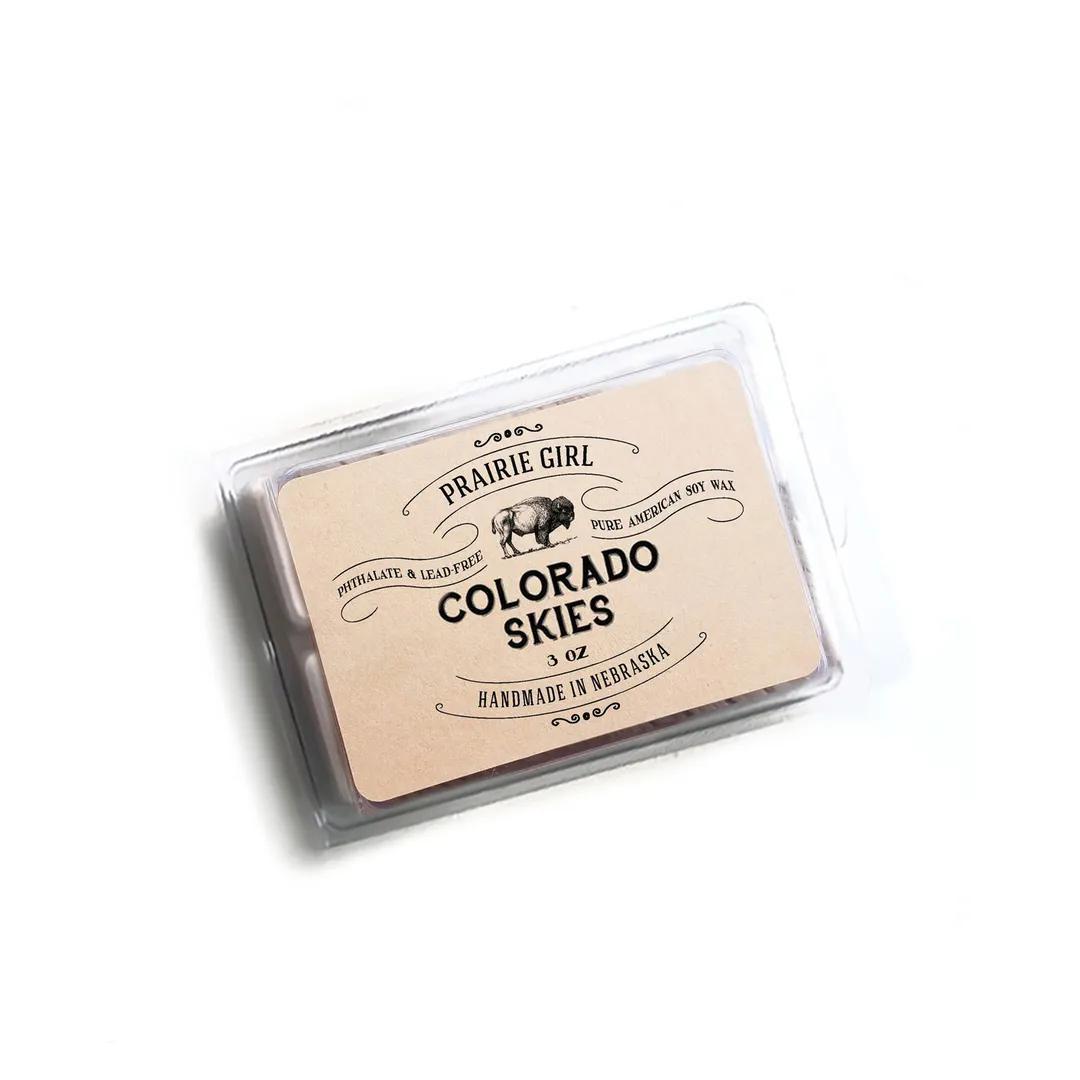 PRAIRIE GIRL
PHTHALATE & LEAD-FREE
PURE AMERICAN SOY WAX
COLORADO
SKIES
3 OZ
HANDMADE IN NEBRASKA